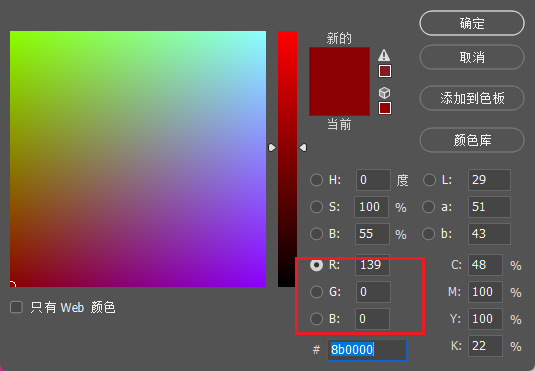 新的
当前
确定
取消
添加到色板
颜色库
H: 0 度
S: 100 %
B: 55 %
R: 139
G: 0
B: 0
# 8b0000
L: 29
a: 51
b: 43
C: 48 %
M: 100 %
Y: 100 %
K: 22 %
只有 Web 颜色